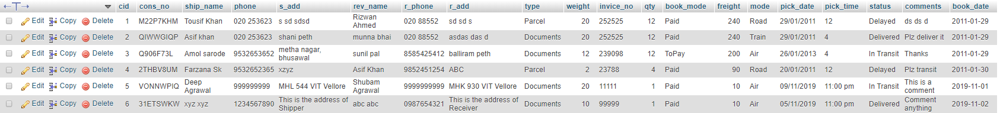 cid cons_no ship_name phone s_add rev_name r_phone r_add type weight invice_no qty book_mode freight mode pick_date pick_time status comments book_date
Edit Copy Delete 1 M22P7KHM Tousif Khan 020 253623 s sd sdsd Rizwan Ahmed 020 88552 sd sd s Parcel 20 252525 12 Paid 240 Road 29/01/2011 12 Delayed ds ds d 2011-01-29
Edit Copy Delete 2 QIWWGIQP Asif khan 020 253623 shani peth munna bhai 020 88552 asdas das d Documents 20 252525 12 Paid 240 Train 29/01/2011 4 Delivered Plz deliver it 2011-01-29
Edit Copy Delete 3 Q906F73L Amol sarode 9532653652 metha nagar, bhusawal sunil pal 8585425412 balliram peth Documents 12 239098 12 ToPay 200 Air 26/01/2013 4 In Transit Thanks 2011-01-29
Edit Copy Delete 4 2THBV8UM Farzana Sk 9532652365 xzyz Asif Khan 9852451254 ABC Parcel 2 23788 4 Paid 90 Road 20/01/2011 12 Delayed Plz transit 2011-01-30
Edit Copy Delete 5 VONNWPIQ Deep Agrawal 999999999 MHL 544 VIT Vellore Shubam Agrawal 9999999999 MHK 930 VIT Vellore Documents 20 11111 1 Paid 10 Air 09/11/2019 11:00 pm In Transit This is a comment 2019-11-01
Edit Copy Delete 6 31ETSWKW xyz xyz 1234567890 This is the address of Shipper abc abc 0987654321 This is the address of Receiver Documents 10 99999 1 Paid 10 Air 05/11/2019 11:00 pm Delivered Comment anything 2019-11-02